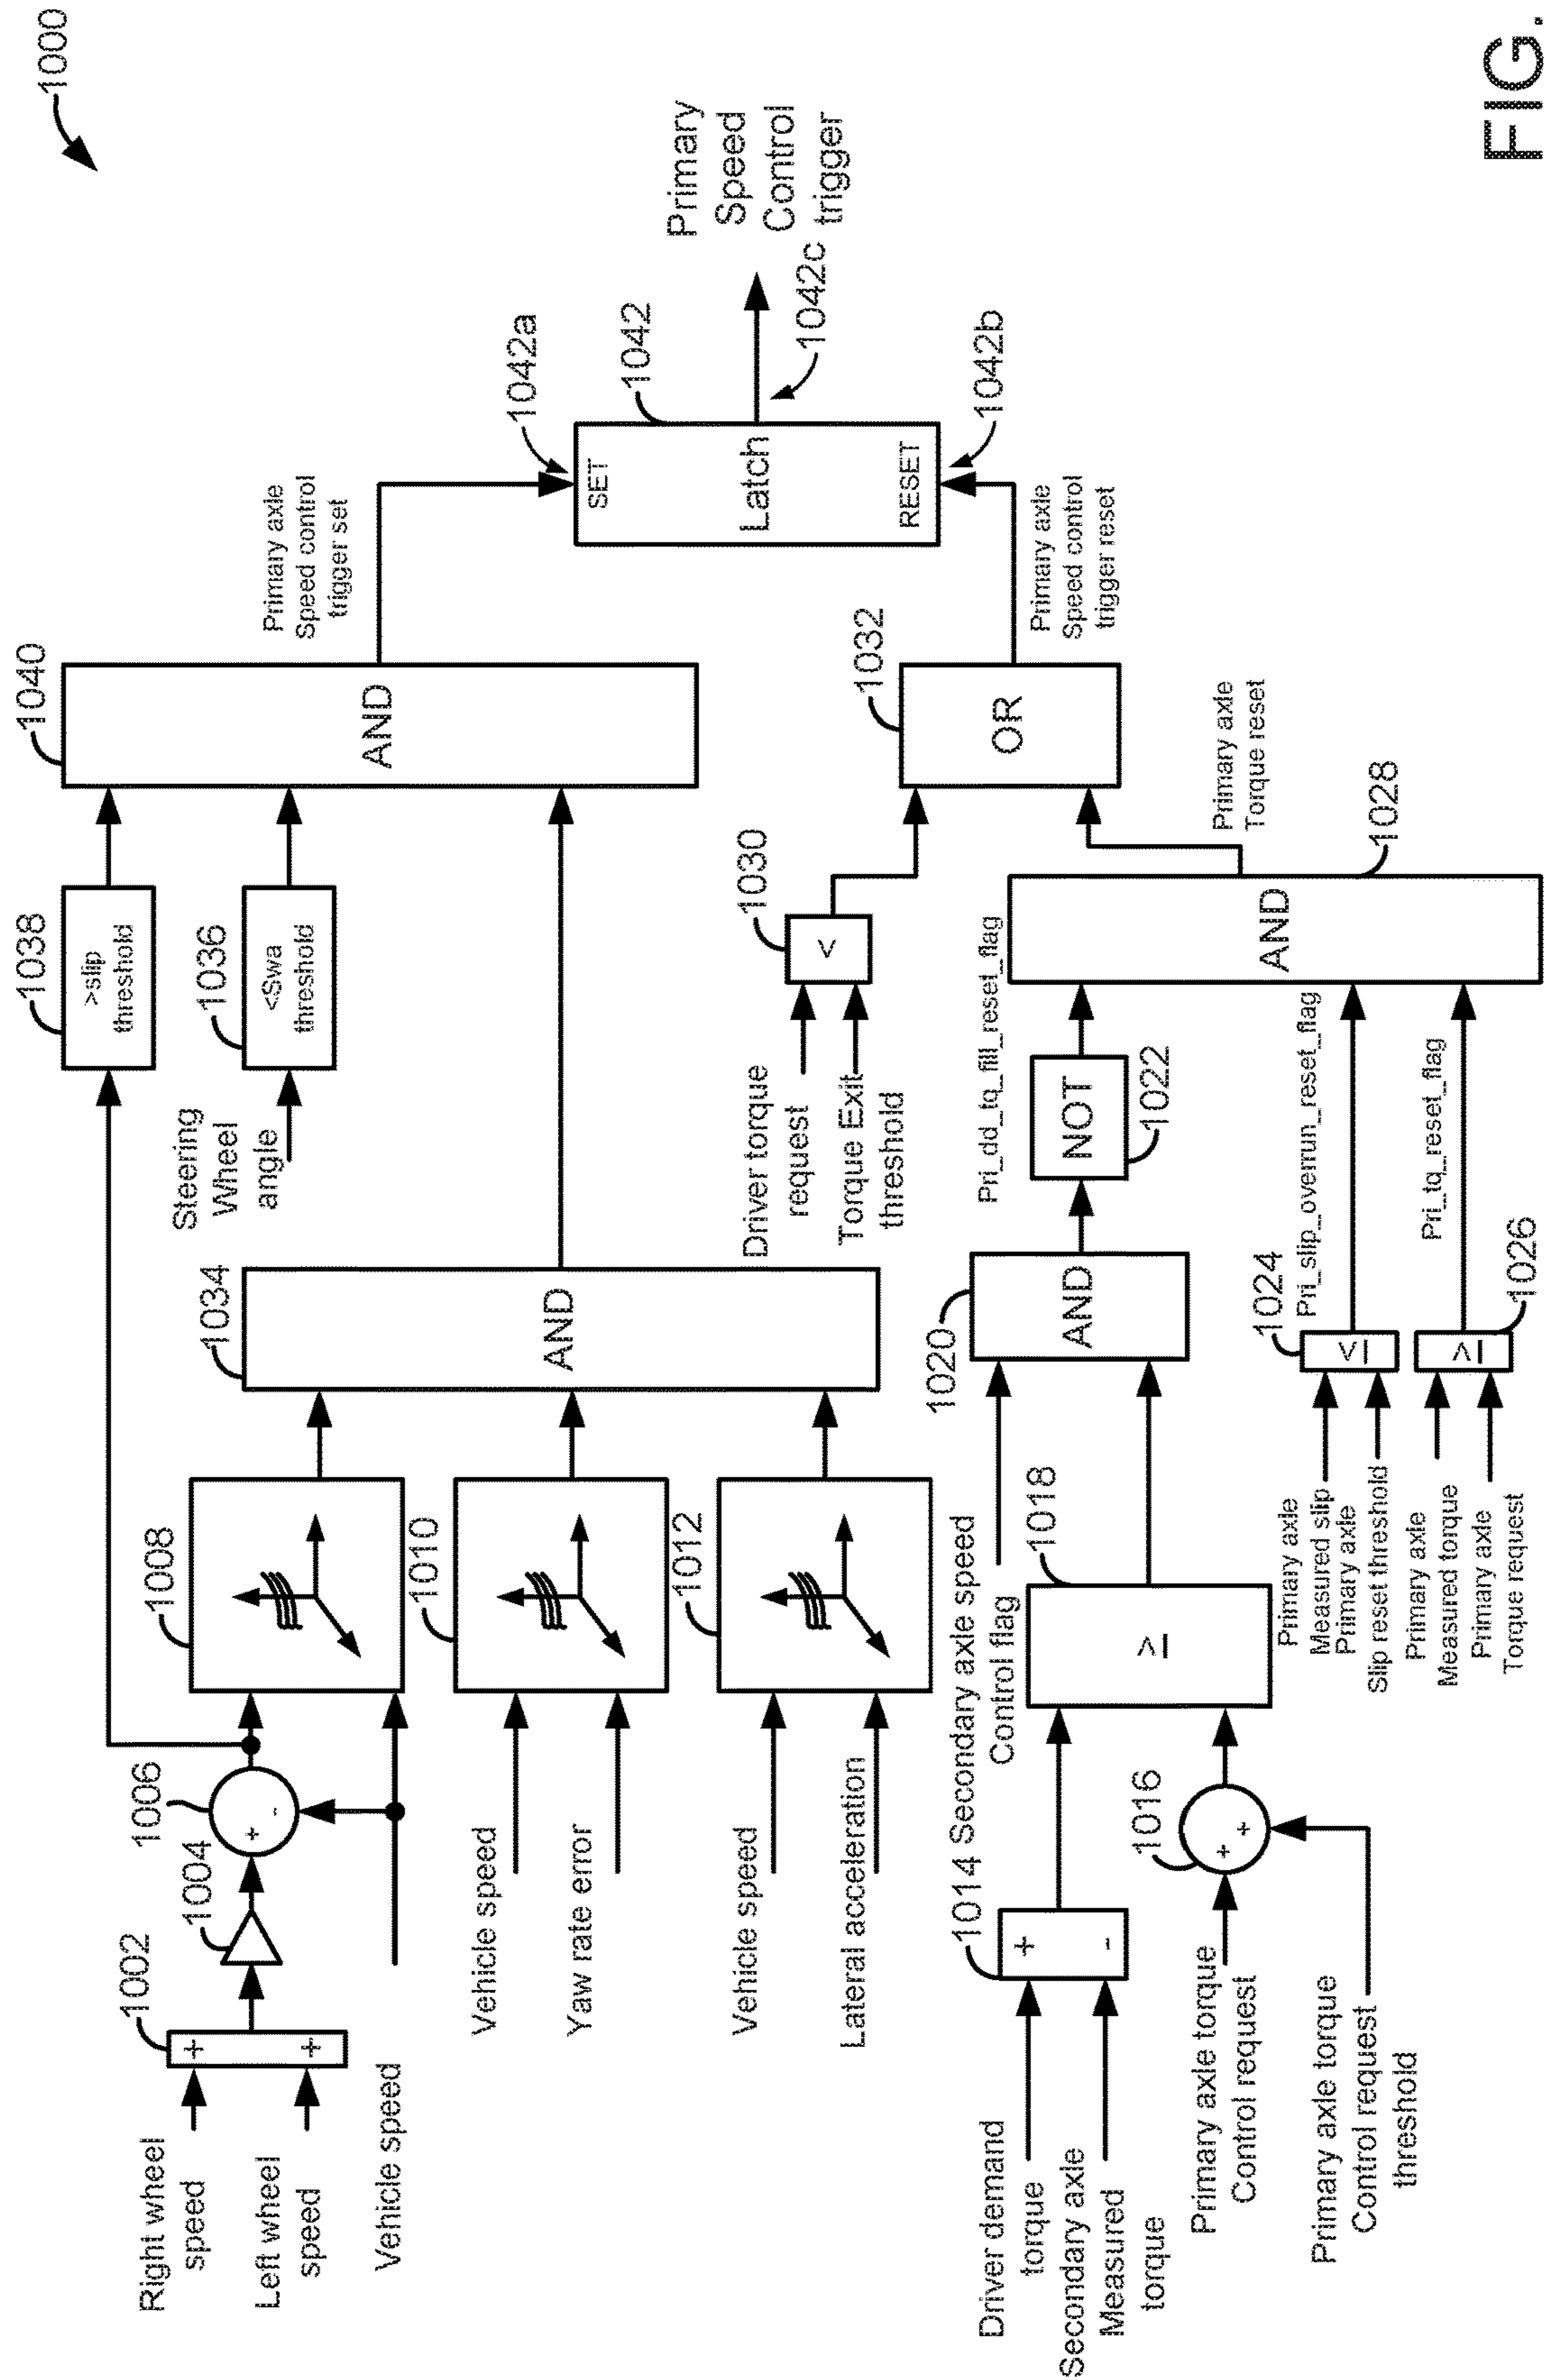 1000
1040
1038
>slip
threshold
1036
<Swa
threshold
Steering
Wheel
angle
AND
Primary axle
Speed control
trigger set
1042a
SET
Latch
RESET
1042
1042b
1042c
Primary
Speed
Control
trigger
Right wheel
speed
Left wheel
speed
Vehicle speed
1002
+
+
1004
1006
+
-
1008
Vehicle speed
Yaw rate error
1010
Vehicle speed
Lateral acceleration
1012
1034
AND
Driver torque
request
Torque Exit
threshold
1030
<
1032
OR
Primary axle
Speed control
trigger reset
Driver demand
torque
Secondary axle
Measured
torque
1014
+
-
Secondary axle speed
Control flag
Primary axle torque
Control request
Primary axle torque
Control request
threshold
1016
+
+
1018
≥
1020
AND
1022
NOT
Pri_dd_tq_fill_reset_flag
Primary axle
Measured slip
Primary axle
Slip reset threshold
1024
≤
Pri_slip_overrun_reset_flag
Primary axle
Measured torque
Primary axle
Torque request
1026
≥
Pri_tq_reset_flag
AND
1028
Primary axle
Torque reset
FIG.